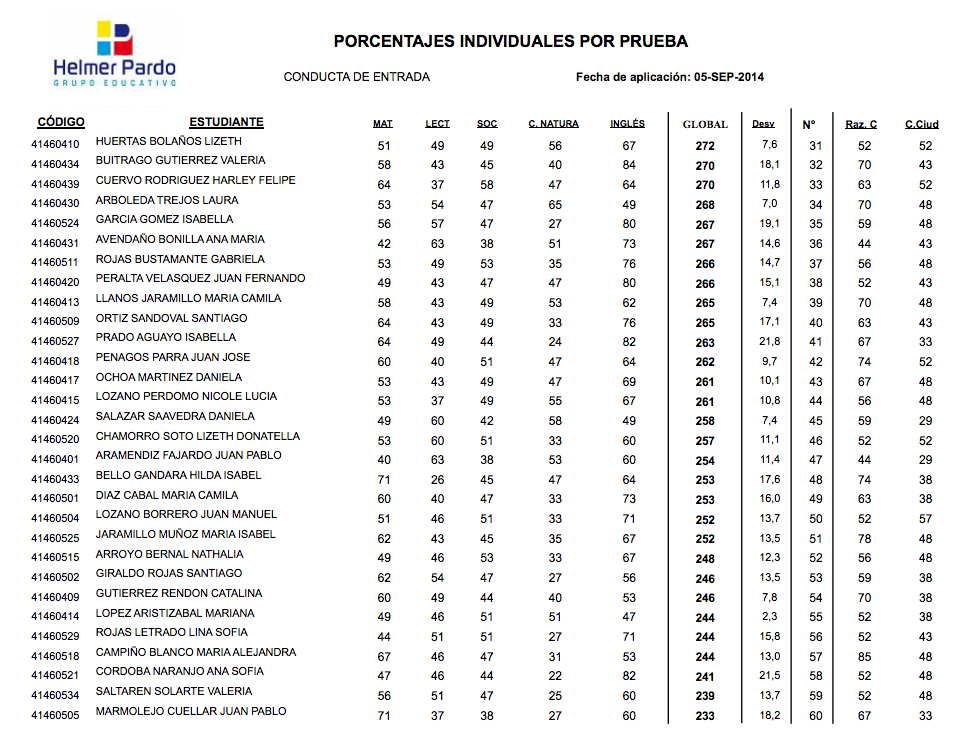 Helmer Pardo
GRUPO EDUCATIVO
PORCENTAJES INDIVIDUALES POR PRUEBA
CONDUCTA DE ENTRADA Fecha de aplicación: 05-SEP-2014
CÓDIGO ESTUDIANTE MAT LECT SOC C. NATURA INGLÉS GLOBAL Desv Nº Raz. C C.Ciud
41460410 HUERTAS BOLAÑOS LIZETH 51 49 49 56 67 272 7,6 31 52 52
41460434 BUITRAGO GUTIERREZ VALERIA 58 43 45 40 84 270 18,1 32 70 43
41460439 CUERVO RODRIGUEZ HARLEY FELIPE 64 37 58 47 64 270 11,8 33 63 52
41460430 ARBOLEDA TREJOS LAURA 53 54 47 65 49 268 7,0 34 70 48
41460524 GARCIA GOMEZ ISABELLA 56 57 47 27 80 267 19,1 35 59 48
41460431 AVENDAÑO BONILLA ANA MARIA 42 63 38 51 73 267 14,6 36 44 43
41460511 ROJAS BUSTAMANTE GABRIELA 53 49 53 35 76 266 14,7 37 56 48
41460420 PERALTA VELASQUEZ JUAN FERNANDO 49 43 47 47 80 266 15,1 38 52 43
41460413 LLANOS JARAMILLO MARIA CAMILA 58 43 49 53 62 265 7,4 39 70 48
41460509 ORTIZ SANDOVAL SANTIAGO 64 43 49 33 76 265 17,1 40 63 43
41460527 PRADO AGUAYO ISABELLA 64 49 44 24 82 263 21,8 41 67 33
41460418 PENAGOS PARRA JUAN JOSE 60 40 51 47 64 262 9,7 42 74 52
41460417 OCHOA MARTINEZ DANIELA 53 43 49 47 69 261 10,1 43 67 48
41460415 LOZANO PERDOMO NICOLE LUCIA 53 37 49 55 67 261 10,8 44 56 48
41460424 SALAZAR SAAVEDRA DANIELA 49 60 42 58 49 258 7,4 45 59 29
41460520 CHAMORRO SOTO LIZETH DONATELLA 53 60 51 33 60 257 11,1 46 52 52
41460401 ARAMENDIZ FAJARDO JUAN PABLO 40 63 38 53 60 254 11,4 47 44 29
41460433 BELLO GANDARA HILDA ISABEL 71 26 45 47 64 253 17,6 48 74 38
41460501 DIAZ CABAL MARIA CAMILA 60 40 47 33 73 253 16,0 49 63 38
41460504 LOZANO BORRERO JUAN MANUEL 51 46 51 33 71 252 13,7 50 52 57
41460525 JARAMILLO MUÑOZ MARIA ISABEL 62 43 45 35 67 252 13,5 51 78 48
41460515 ARROYO BERNAL NATHALIA 49 46 53 33 67 248 12,3 52 56 48
41460502 GIRALDO ROJAS SANTIAGO 62 54 47 27 56 246 13,5 53 59 38
41460409 GUTIERREZ RENDON CATALINA 60 49 44 40 53 246 7,8 54 70 38
41460414 LOPEZ ARISTIZABAL MARIANA 49 46 51 51 47 244 2,3 55 52 38
41460529 ROJAS LETRADO LINA SOFIA 44 51 51 27 71 244 15,8 56 52 43
41460518 CAMPIÑO BLANCO MARIA ALEJANDRA 67 46 47 31 53 244 13,0 57 85 48
41460521 CORDOBA NARANJO ANA SOFIA 47 46 44 22 82 241 21,5 58 52 48
41460534 SALTAREN SOLARTE VALERIA 56 51 47 25 60 239 13,7 59 52 48
41460505 MARMOLEJO CUELLAR JUAN PABLO 71 37 38 27 60 233 18,2 60 67 33